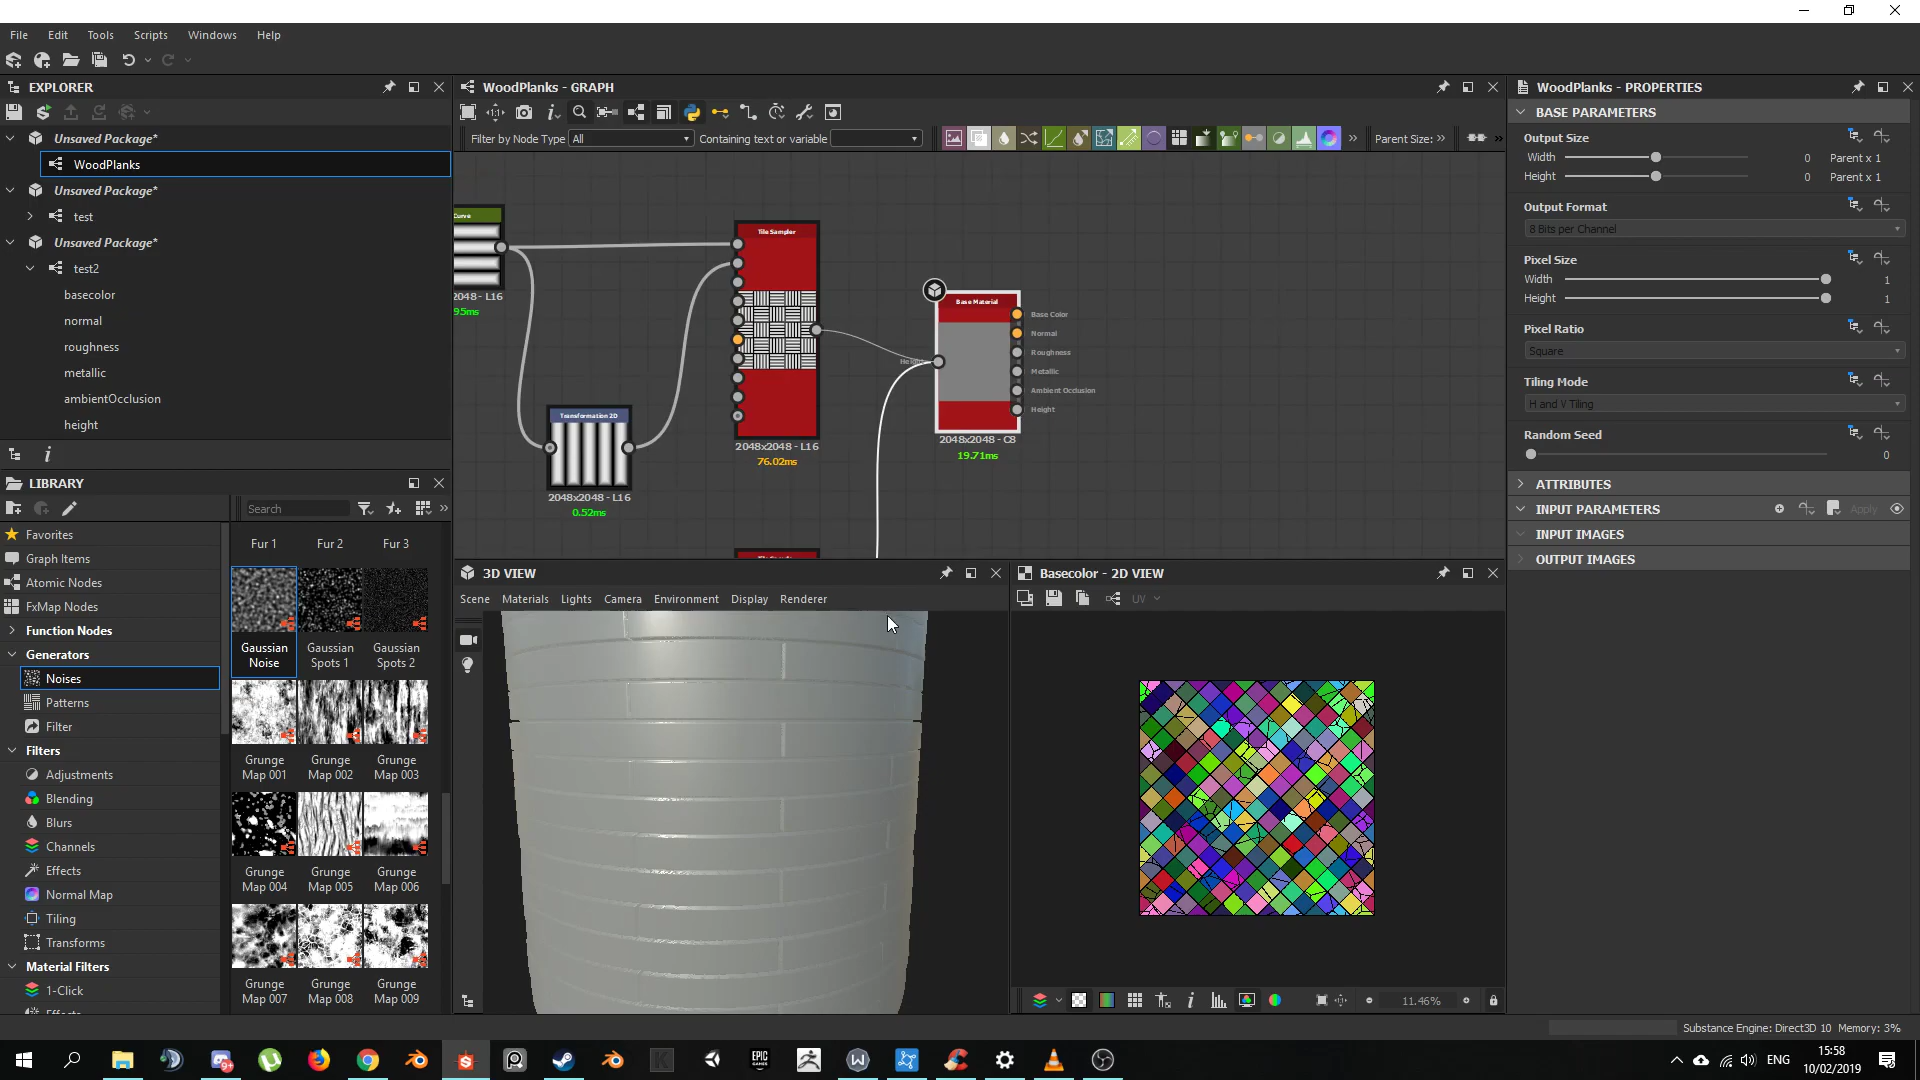 File Edit Tools Scripts Windows Help
EXPLORER
Unsaved Package*
WoodPlanks
Unsaved Package*
test
Unsaved Package*
test2
basecolor
normal
roughness
metallic
ambientOcclusion
height
LIBRARY
Search
Favorites
Graph Items
Atomic Nodes
FxMap Nodes
Function Nodes
Generators
Noises
Patterns
Filter
Filters
Adjustments
Blending
Blurs
Channels
Effects
Normal Map
Tiling
Transforms
Material Filters
1-Click
Effects
Fur 1 Fur 2 Fur 3
Gaussian Noise
Gaussian Spots 1
Gaussian Spots 2
Grunge Map 001
Grunge Map 002
Grunge Map 003
Grunge Map 004
Grunge Map 005
Grunge Map 006
Grunge Map 007
Grunge Map 008
Grunge Map 009
WoodPlanks - GRAPH
Filter by Node Type All Containing text or variable
Parent Size:
Curve
2048 - L16
95ms
Transformation 2D
2048x2048 - L16
0.52ms
Tile Sampler
2048x2048 - L16
76.02ms
Base Material
Height
Base Color
Normal
Roughness
Metallic
Ambient Occlusion
Height
2048x2048 - C8
19.71ms
3D VIEW
Scene Materials Lights Camera Environment Display Renderer
Basecolor - 2D VIEW
UV
11.46%
WoodPlanks - PROPERTIES
BASE PARAMETERS
Output Size
Width 0 Parent x 1
Height 0 Parent x 1
Output Format
8 Bits per Channel
Pixel Size
Width 1
Height 1
Pixel Ratio
Square
Tiling Mode
H and V Tiling
Random Seed
0
ATTRIBUTES
INPUT PARAMETERS Apply
INPUT IMAGES
OUTPUT IMAGES
Substance Engine: Direct3D 10 Memory: 3%
9+
EPIC GAMES
ENG
15:58
10/02/2019